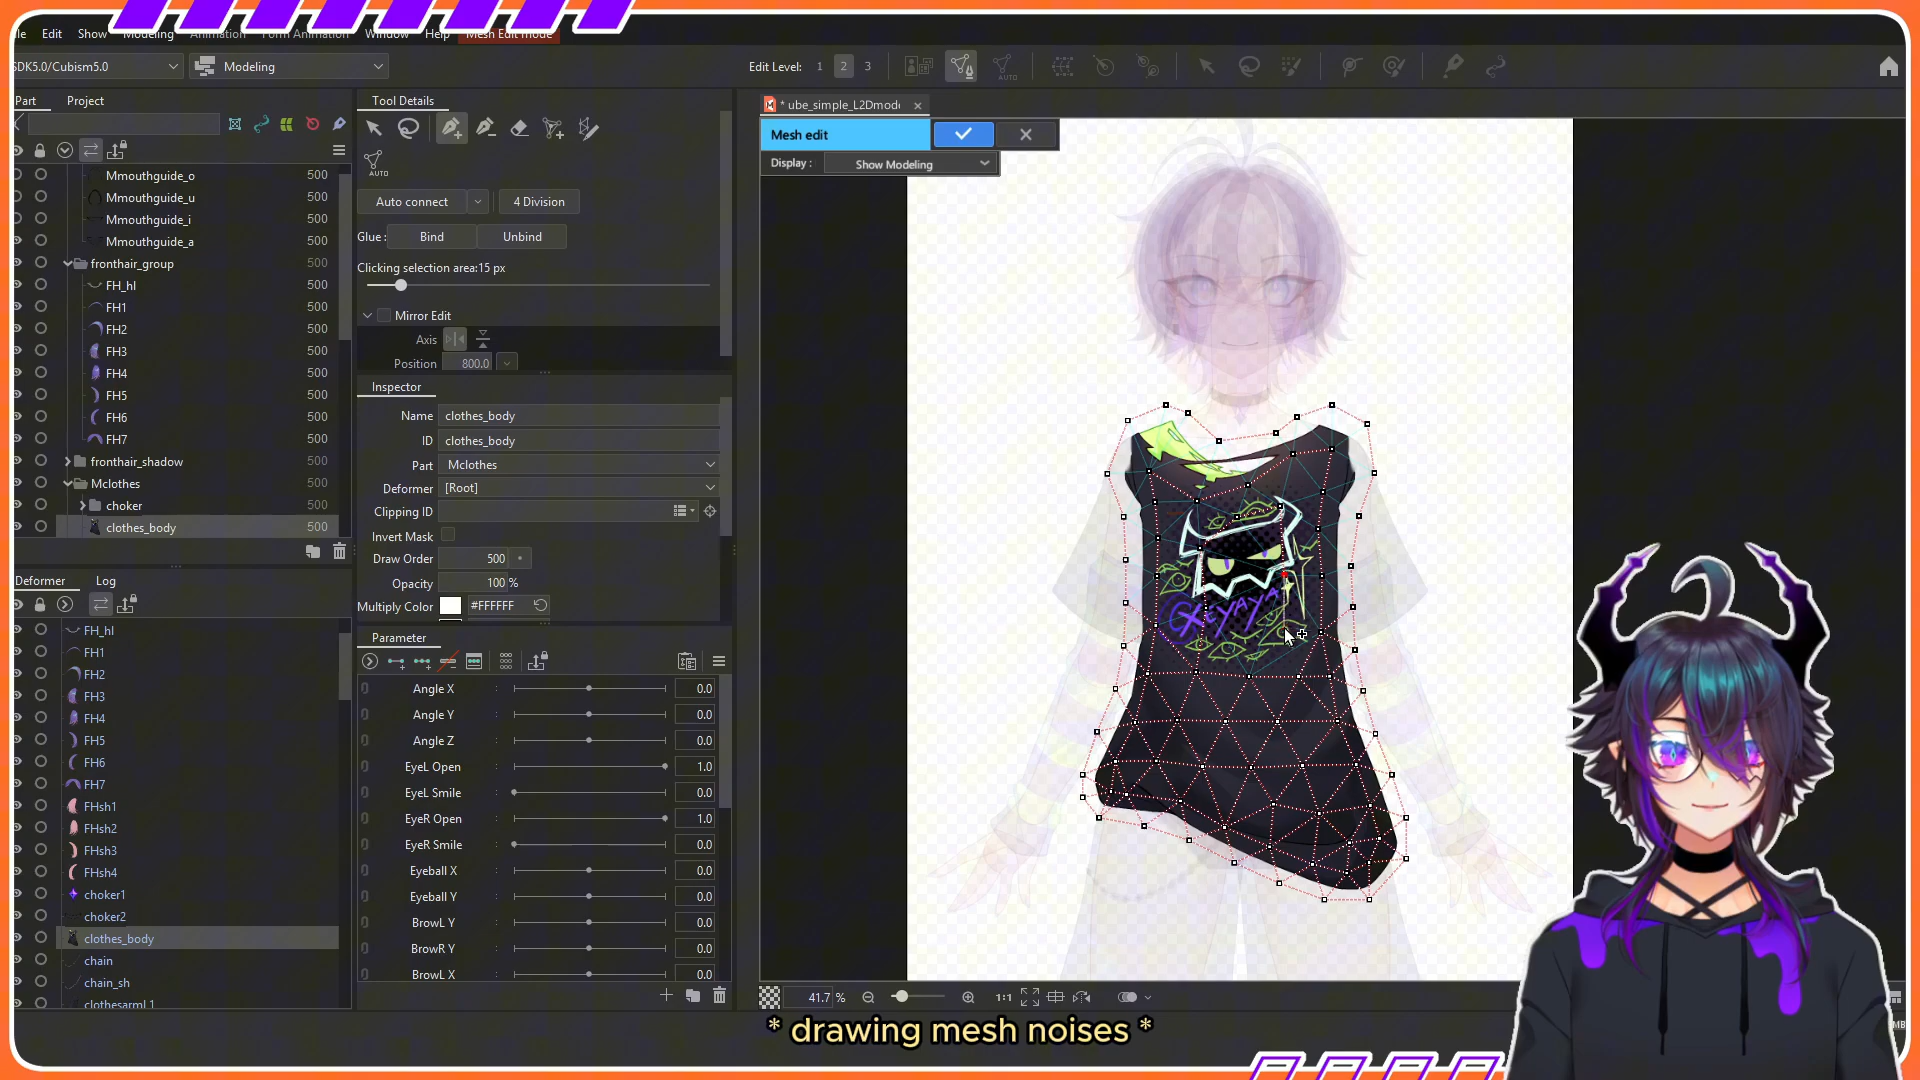 Edit Show Modeling Animation Form Animation Window Help Mesh Edit mode
SDK5.0/Cubism5.0 Modeling Edit Level: 1 2 3
Part Project
Mmouthguide_o 500
Mmouthguide_u 500
Mmouthguide_i 500
Mmouthguide_a 500
fronthair_group 500
FH_hl 500
FH1 500
FH2 500
FH3 500
FH4 500
FH5 500
FH6 500
FH7 500
fronthair_shadow 500
Mclothes 500
choker 500
clothes_body 500
Deformer Log
FH_hl
FH1
FH2
FH3
FH4
FH5
FH6
FH7
FHsh1
FHsh2
FHsh3
FHsh4
choker1
choker2
clothes_body
chain
chain_sh
clothesarmL1
Tool Details
AUTO
Auto connect 4 Division
Glue : Bind Unbind
Clicking selection area:15 px
Mirror Edit
Axis
Position 800.0
Inspector
Name clothes_body
ID clothes_body
Part Mclothes
Deformer [Root]
Clipping ID
Invert Mask
Draw Order 500
Opacity 100 %
Multiply Color #FFFFFF
Parameter
Angle X : 0.0
Angle Y : 0.0
Angle Z : 0.0
EyeL Open : 1.0
EyeL Smile : 0.0
EyeR Open : 1.0
EyeR Smile : 0.0
Eyeball X : 0.0
Eyeball Y : 0.0
BrowL Y : 0.0
BrowR Y : 0.0
BrowL X : 0.0
* ube_simple_L2Dmode
Mesh edit
Display : Show Modeling
41.7 % 1:1
* drawing mesh noises *